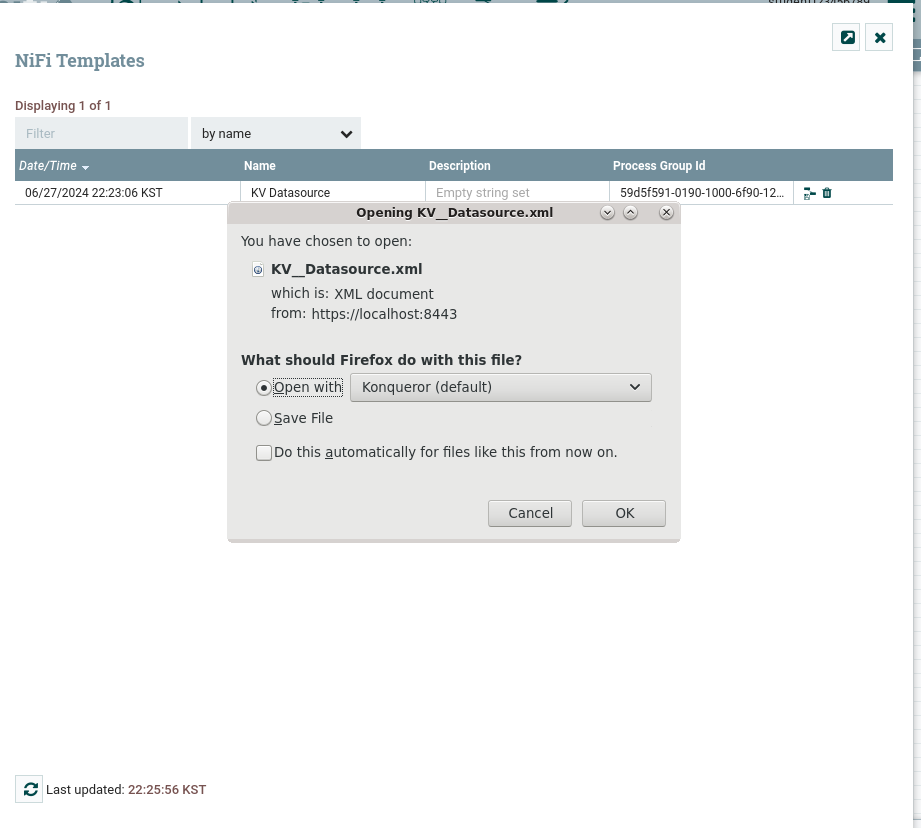 NiFi Templates
Displaying 1 of 1
Filter by name
Date/Time Name Description Process Group Id
06/27/2024 22:23:06 KST KV Datasource Empty string set 59d5f591-0190-1000-6f90-12...
Opening KV__Datasource.xml
You have chosen to open:
KV__Datasource.xml
which is: XML document
from: https://localhost:8443
What should Firefox do with this file?
Open with Konqueror (default)
Save File
Do this automatically for files like this from now on.
Cancel OK
Last updated: 22:25:56 KST